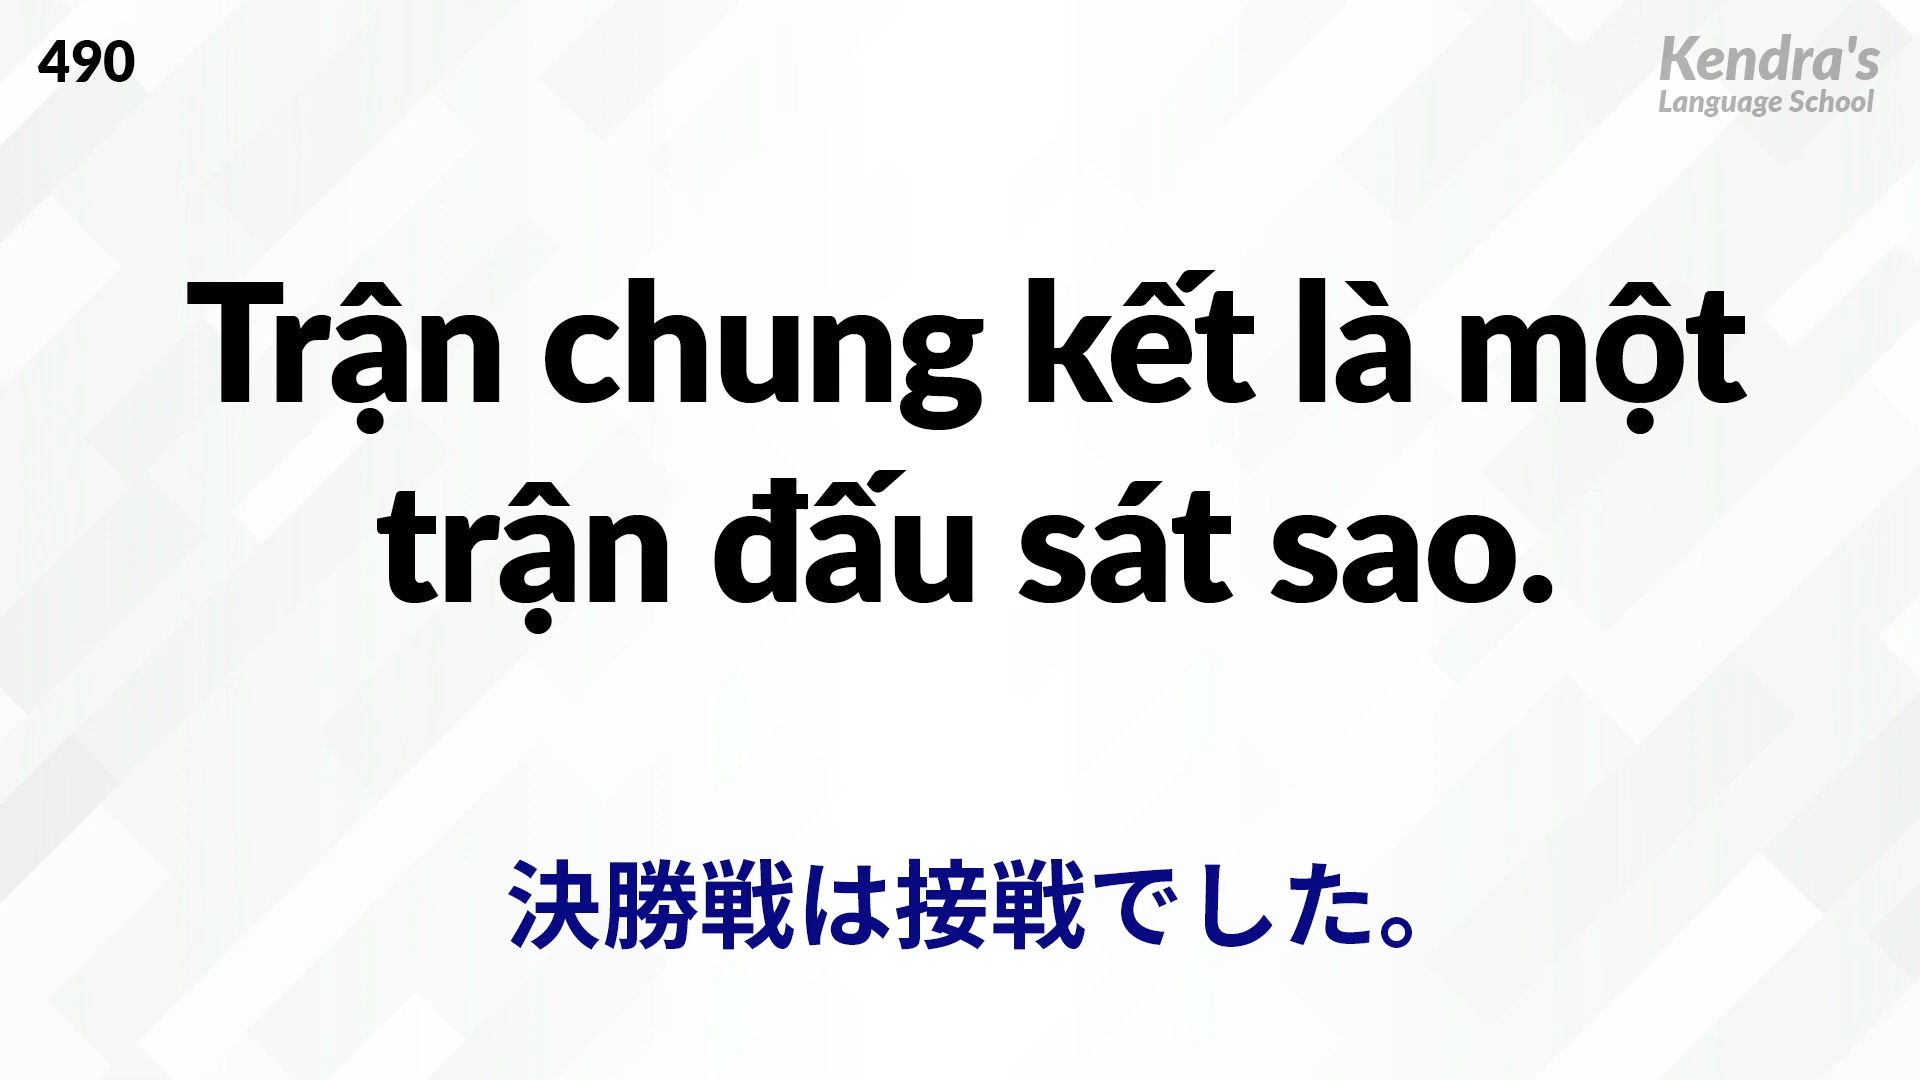 490
Kendra's
Language School
Trận chung kết là một
trận đấu sát sao.
決勝戦は接戦でした。